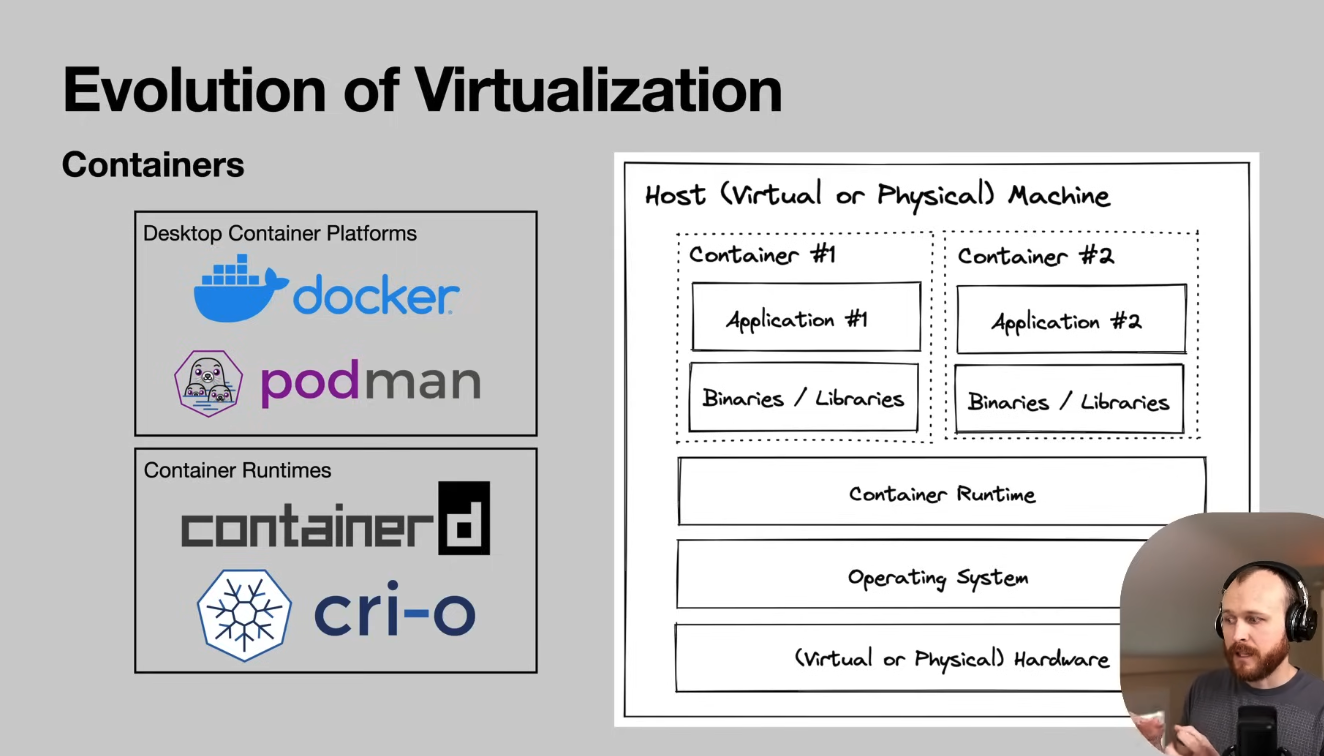 Evolution of Virtualization
Containers
Desktop Container Platforms
docker
podman
Container Runtimes
containerd
cri-o
Host (Virtual or Physical) Machine
Container #1
Application #1
Binaries / Libraries
Container #2
Application #2
Binaries / Libraries
Container Runtime
Operating System
(Virtual or Physical) Hardware